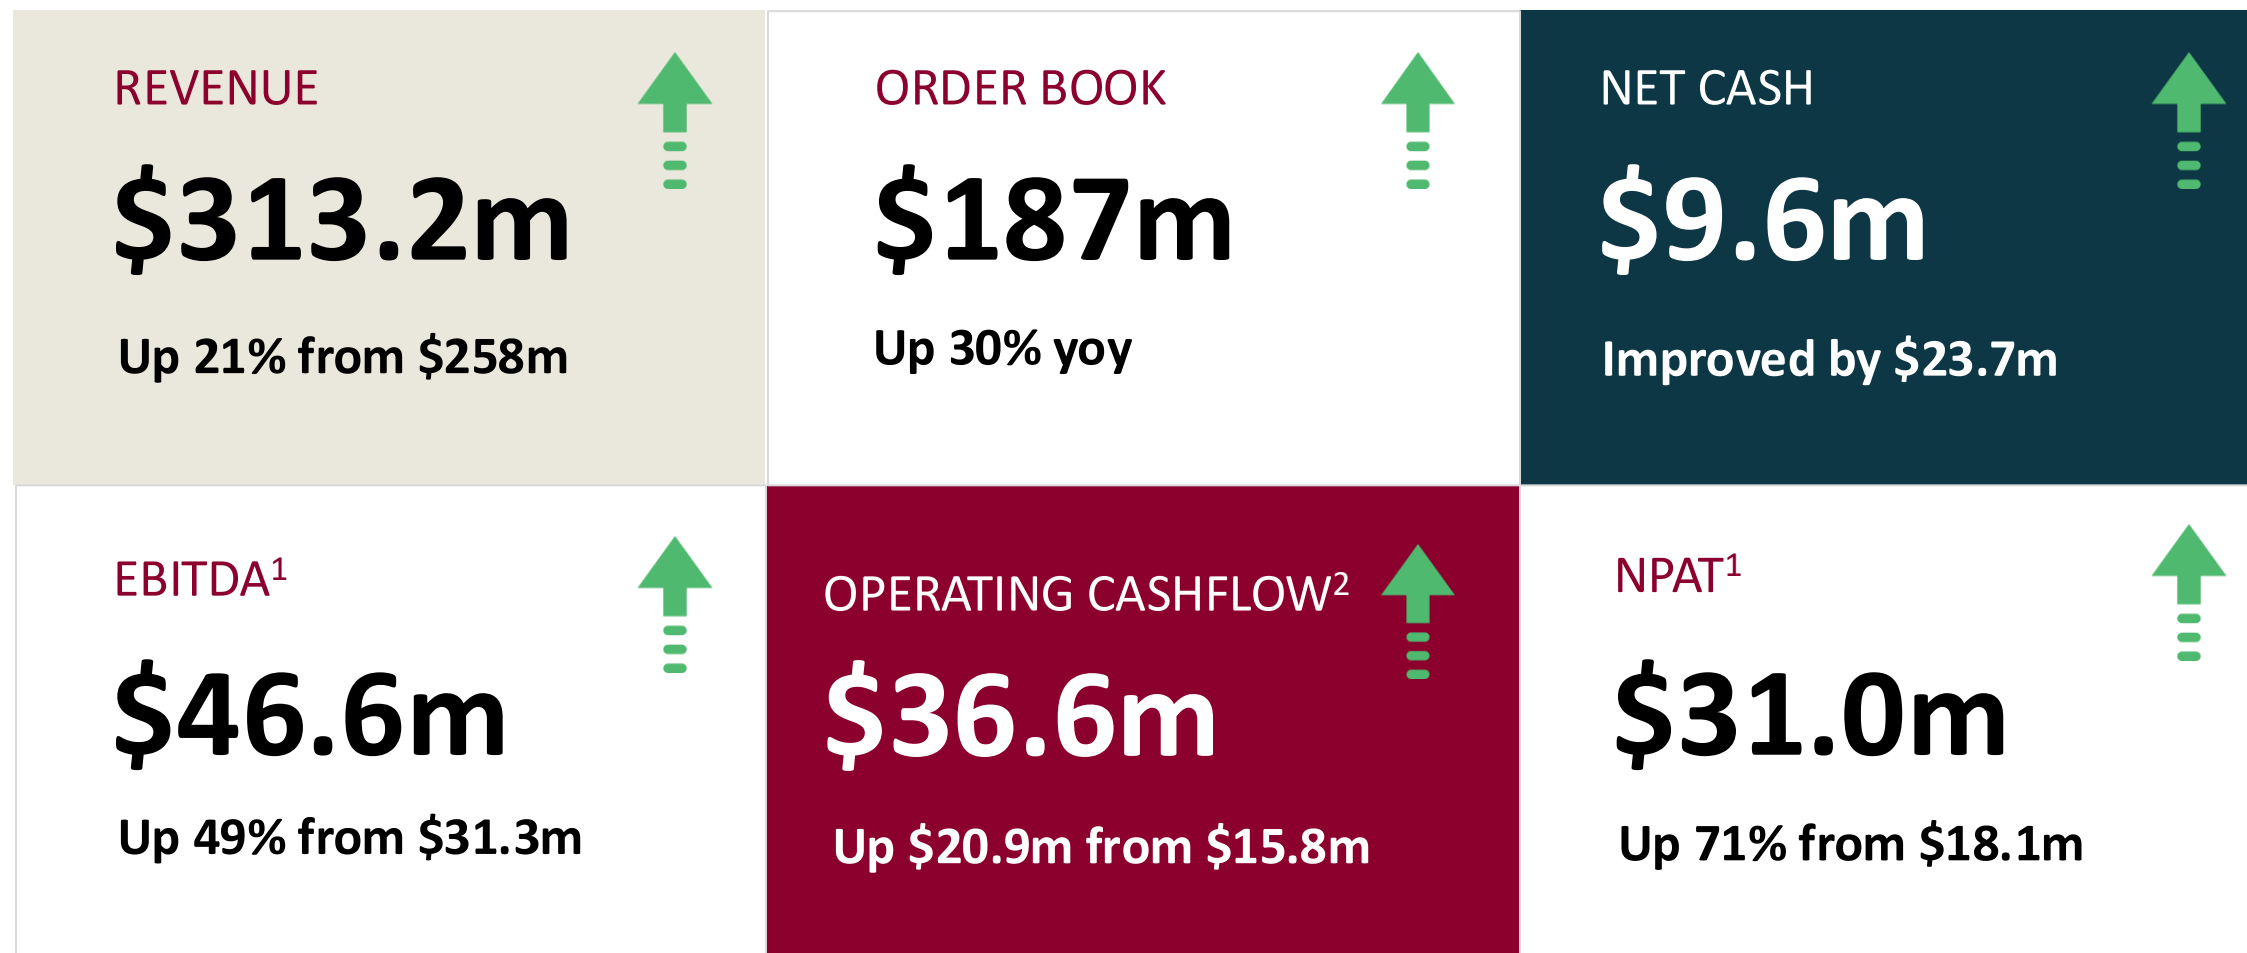 REVENUE
$313.2m
Up 21% from $258m
ORDER BOOK
$187m
Up 30% yoy
NET CASH
$9.6m
Improved by $23.7m
EBITDA¹
$46.6m
Up 49% from $31.3m
OPERATING CASHFLOW²
$36.6m
Up $20.9m from $15.8m
NPAT¹
$31.0m
Up 71% from $18.1m